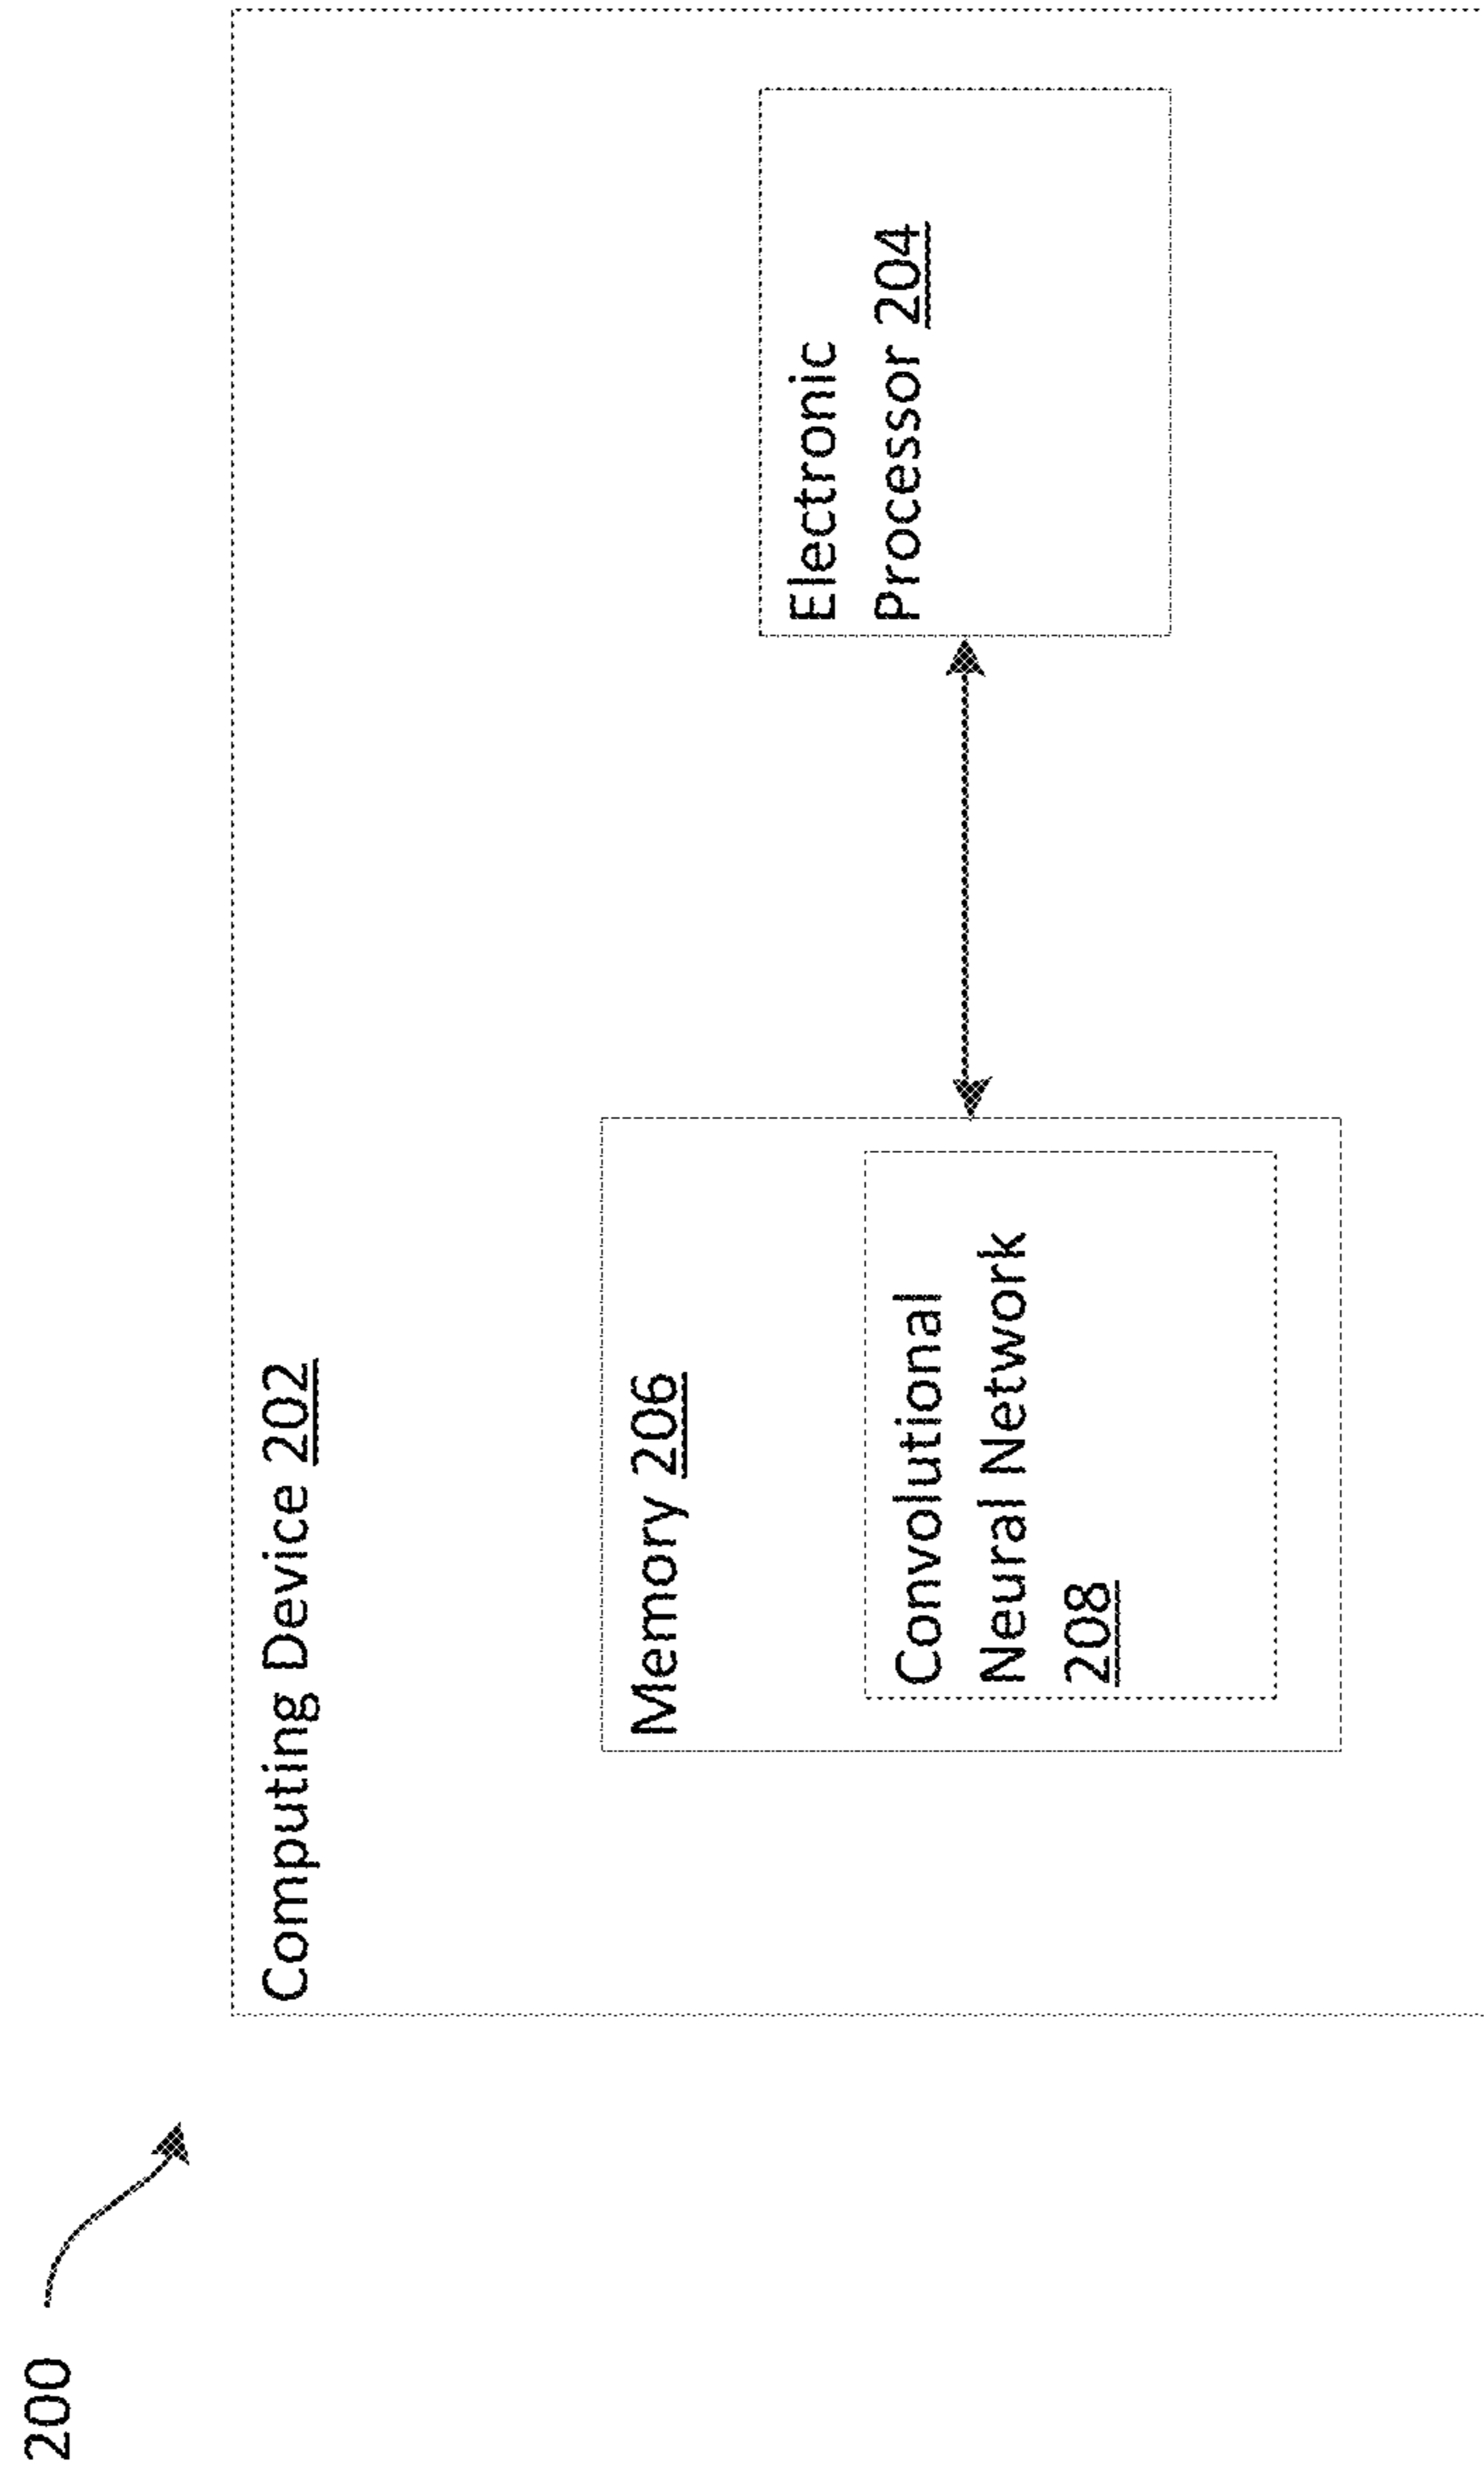 200
Computing Device 202
Memory 206
Convolutional
Neural Network
208
Electronic
Processor 204